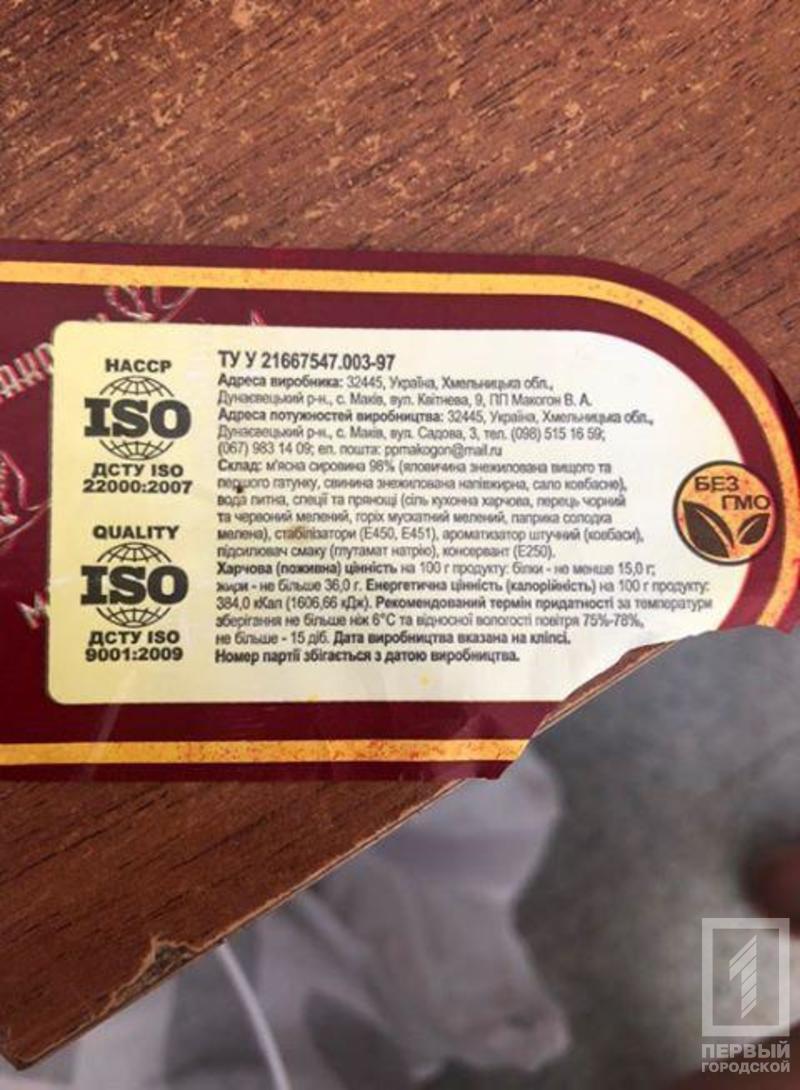 HACCP
ISO
ДСТУ ISO
22000:2007
QUALITY
ISO
ДСТУ ISO
9001:2009
ТУ У 21667547.003-97
Адреса виробника: 32445, Україна, Хмельницька обл.,
Дунаєвецький р-н., с. Маків, вул. Квітнева, 9, ПП Макогон В. А.
Адреса потужностей виробництва: 32445, Україна, Хмельницька обл.,
Дунаєвецький р-н., с. Маків, вул. Садова, 3, тел. (098) 515 16 59;
(067) 983 14 09; ел. пошта: ppmakogon@mail.ru
Склад: м'ясна сировина 98% (яловичина знежилована вищого та
першого гатунку, свинина знежилована напівжирна, сало ковбасне),
вода питна, спеції та прянощі (сіль кухонна харчова, перець чорний
та червоний мелений, горіх мускатний мелений, паприка солодка
мелена), стабілізатори (Е450, Е451), ароматизатор штучний (ковбаси),
підсилювач смаку (глутамат натрію), консервант (Е250).
Харчова (поживна) цінність на 100 г продукту: білки - не менше 15,0 г;
жири - не більше 36,0 г. Енергетична цінність (калорійність) на 100 г продукту:
384,0 кКал (1606,66 кДж). Рекомендований термін придатності за температури
зберігання не більше ніж 6°С та відносної вологості повітря 75%-78%,
не більше - 15 діб. Дата виробництва вказана на кліпсі.
Номер партії збігається з датою виробництва.
БЕЗ
ГМО
1
ПЕРВЫЙ
ГОРОДСКОЙ